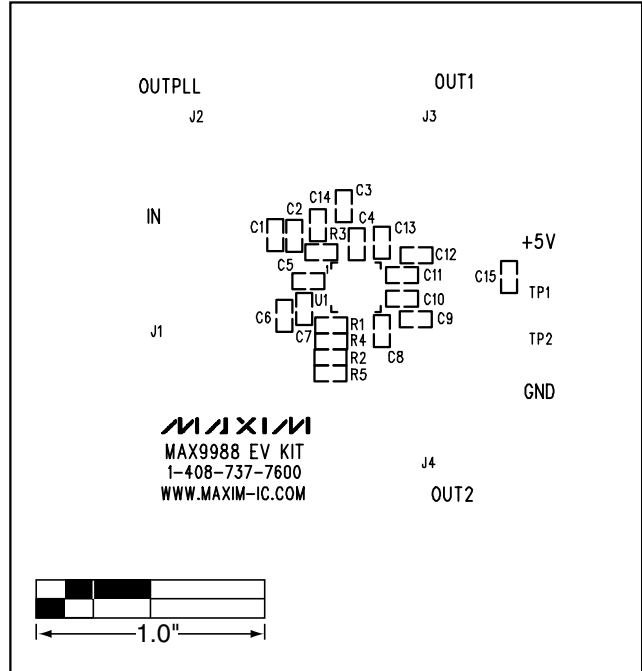 OUTPLL
OUT1
J2
J3
C3
C14
IN
C2
C1
C4
C13
R3
+5V
C12
C5
1
C11
C15
TP1
U1
C10
C6
C9
R1
J1
C7
R4
TP2
C8
R2
R5
GND
MAXIM
MAX9988 EV KIT
1-408-737-7600
WWW.MAXIM-IC.COM
J4
OUT2
1.0"